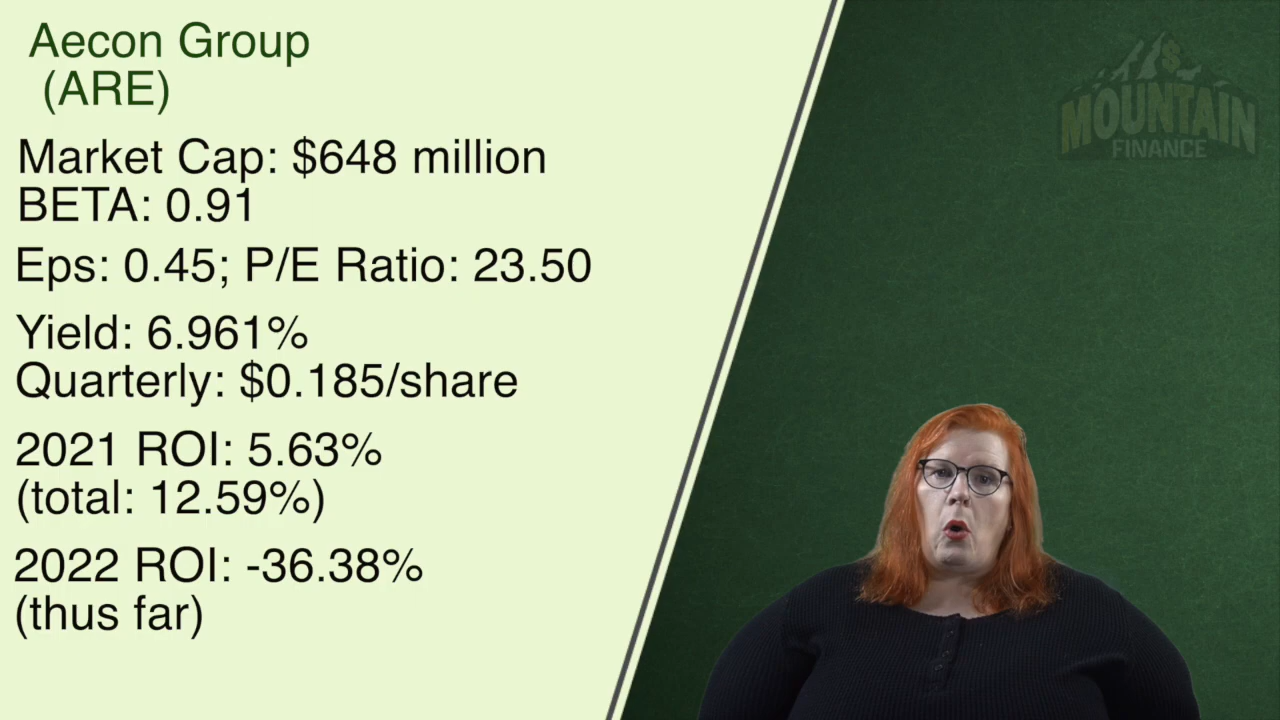 Aecon Group
(ARE)
Market Cap: $648 million
BETA: 0.91
Eps: 0.45; P/E Ratio: 23.50
Yield: 6.961%
Quarterly: $0.185/share
2021 ROI: 5.63%
(total: 12.59%)
2022 ROI: -36.38%
(thus far)
$
MOUNTAIN
FINANCE